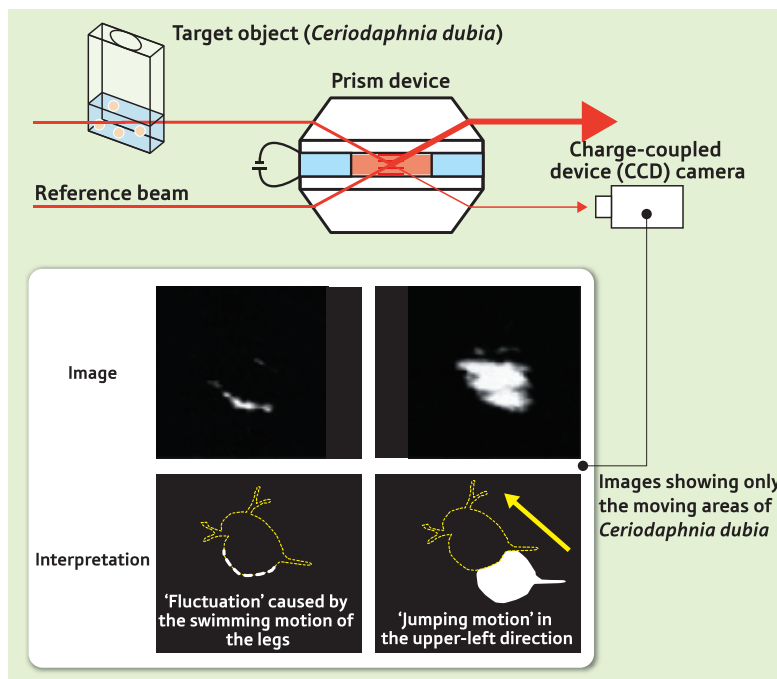 Target object (Ceriodaphnia dubia)
Prism device
Charge-coupled
device (CCD) camera
Reference beam
Image
Images showing only
the moving areas of
Ceriodaphnia dubia
Interpretation
‘Fluctuation’ caused by
the swimming motion of
the legs
‘Jumping motion’ in
the upper-left direction